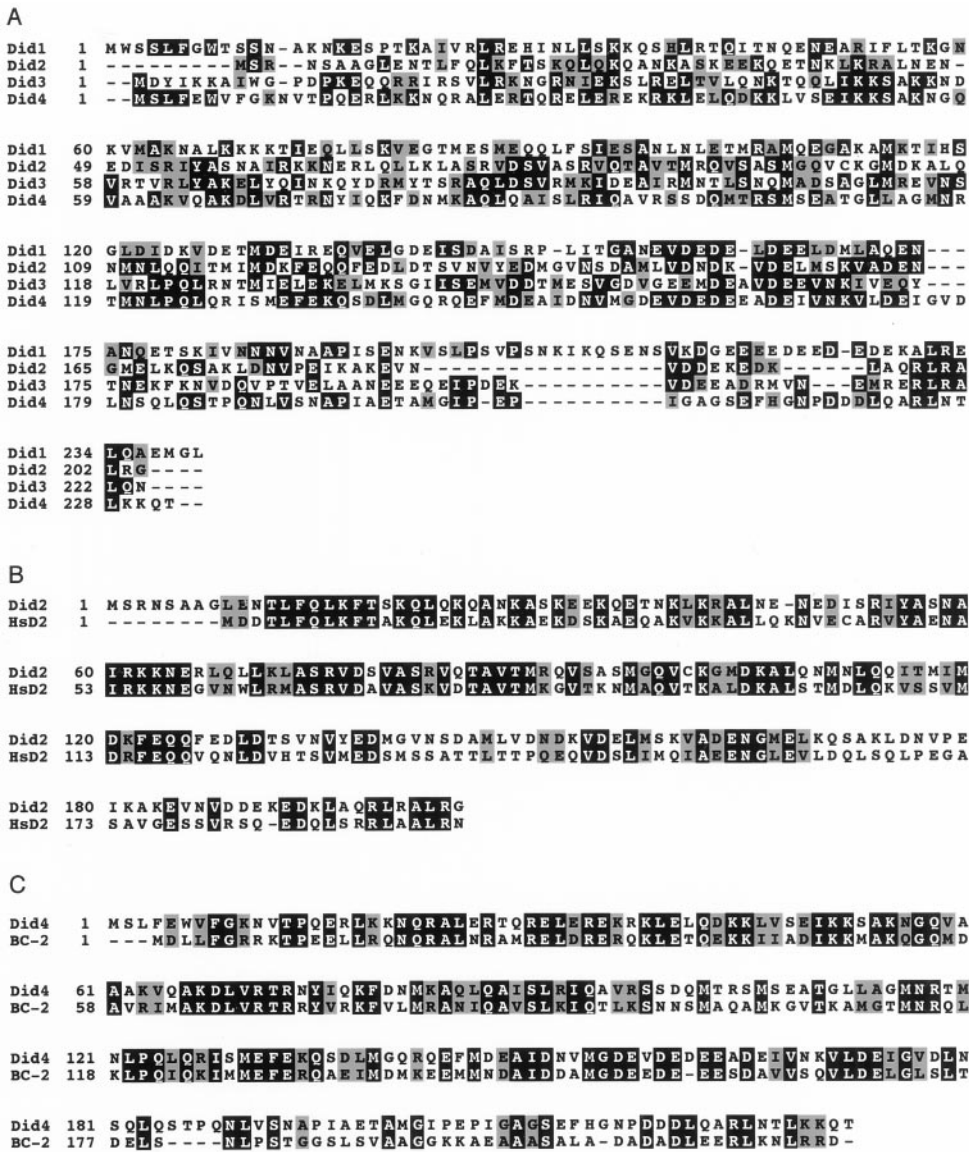 A
Did1 1 MWSSLFGWTSSN-AKNKESPTKAIVRLREHINLLSKKQSHLRTQITNQENEARIFLTKGN
Did2 1 ----------MSR--NSAAGLENTLFQLKFTSKQLQKQANKASKEEKQETNKLKRALNEN-
Did3 1 --MDYIKKAIWG-PDPKEQQRRIRSVLRKNGRNIEKSLRELTVLQNKTQQLIKKSAKKND
Did4 1 --MSLFEWVFGKNVTPQERLKKNQRALERTQRELEREKRKLELQDKKLVSEIKKSAKNGQ
Did1 60 KVMAKNALKKKKTIEQLLSKVEGTMESMEQQLFSIESANLNLETMRAMQEGAKAMKTIHS
Did2 49 EDISRIYASNAIRKKNERLQLLKLASRVDSVASRVQTAVTMRQVSASMGQVCKGMDKALQ
Did3 58 VRTVRLYAKELYQINKQYDRMYTSRAQLDSVRMKIDEAIRMNTLSNQMADSAGLMREVNS
Did4 59 VAAAKVQAKDLVRTRNYIQKFDNMKAQLQAISLRIQAVRSSDQMTRSMSEATGLLAGMNR
Did1 120 GLDIDKVDETMDEIREQVELGDEISDAISRP-LITGANEVDEDE-LDEELDMLAQEN---
Did2 109 NMNLQQITMIMDKFEQQFEDLDTSVNVYEDMGVNSDAMLVDNDK-VDELMSKVADEN---
Did3 118 LVRLPQLRNTMIELEKELMKSGIISEMVDDTMESVGDVGEEMDEAVDEEVNKIVEQY---
Did4 119 TMNLPQLQRISMEFEKQSDLMGQRQEFMDEAIDNVMGDEVDEDEEADEIVNKVLDEIGVD
Did1 175 ANQETSKIVNNNVNAAPISENKVSLPSVPSNKIKQSENSVKDGEEEEDEED-EDEKALRE
Did2 165 GMELKQSAKLDNVPEIKAKEVN-----------------VDDEKEDK-------LAQRLRA
Did3 175 TNEKFKNVDQVPTVELAANEEEQEIPDEK----------VDEEADRMVN----EMRERLRA
Did4 179 LNSQLQSTPQNLVSNAPIAETAMGIPEP-----------IGAGSEFHGNPDDDLQARLNT
Did1 234 LQAEMGL
Did2 202 LRG----
Did3 222 LQN----
Did4 228 LKKQT--
B
Did2 1 MSRNSAAGLENTLFQLKFTSKQLQKQANKASKEEKQETNKLKRALNE-NEDISRIYASNA
HsD2 1 --------MDDTLFQLKFTAKQLEKLAKKAEKDSKAEQAKVKKALLQKNVECARVYAENA
Did2 60 IRKKNERLQLLKLASRVDSVASRVQTAVTMRQVSASMGQVCKGMDKALQNMNLQQITMIM
HsD2 53 IRKKNEGVNWLRMASRVDAVASKVDTAVTMKGVTKNMAQVTKALDKALSTMDLQKVSSVM
Did2 120 DKFEQQFEDLDTSVNVYEDMGVNSDAMLVDNDKVDELMSKVADENGMELKQSAKLDNVPE
HsD2 113 DRFEQQVQNLDVHTSVMEDSMSSATTLTTPQEQVDSLIMQIAEENGLEVLDQLSQLPEGA
Did2 180 IKAKEVNVDDEKEDKLAQRLRALRG
HsD2 173 SAVGESSVRSQ-EDQLSRRLAALRN
C
Did4 1 MSLFEWVFGKNVTPQERLKKNQRALERTQRELEREKRKLELQDKKLVSEIKKSAKNGQVA
BC-2 1 ---MDLLFGRRKTPEELLRQNQRALNRAMRELDRERQKLETQEKKIIADIKKMAKQGQMD
Did4 61 AAKVQAKDLVRTRNYIQKFDNMKAQLQAISLRIQAVRSSDQMTRSMSEATGLLAGMNRTM
BC-2 58 AVRIMAKDLVRTRRYVRKFVLMRANIQAVSLKIQTLKSNNSMAQAMKGVTKAMGTMNRQL
Did4 121 NLPQLQRISMEFEKQSDLMGQRQEFMDEAIDNVMGDEVDEDEEADEIVNKVLDEIGVDLN
BC-2 118 KLPQIQKIMMEFERQAEIMDMKEEMMNDAIDDAMGDEEDE-EESDAVVSQVLDELGLSLT
Did4 181 SQLQSTPQNLVSNAPIAETAMGIPEPIGAGSEFHGNPDDDLQARLNTLKKQT
BC-2 177 DELS----NLPSTGGSLSVAAGGKKAEAAASALA-DADADLEERLKNLRRD-